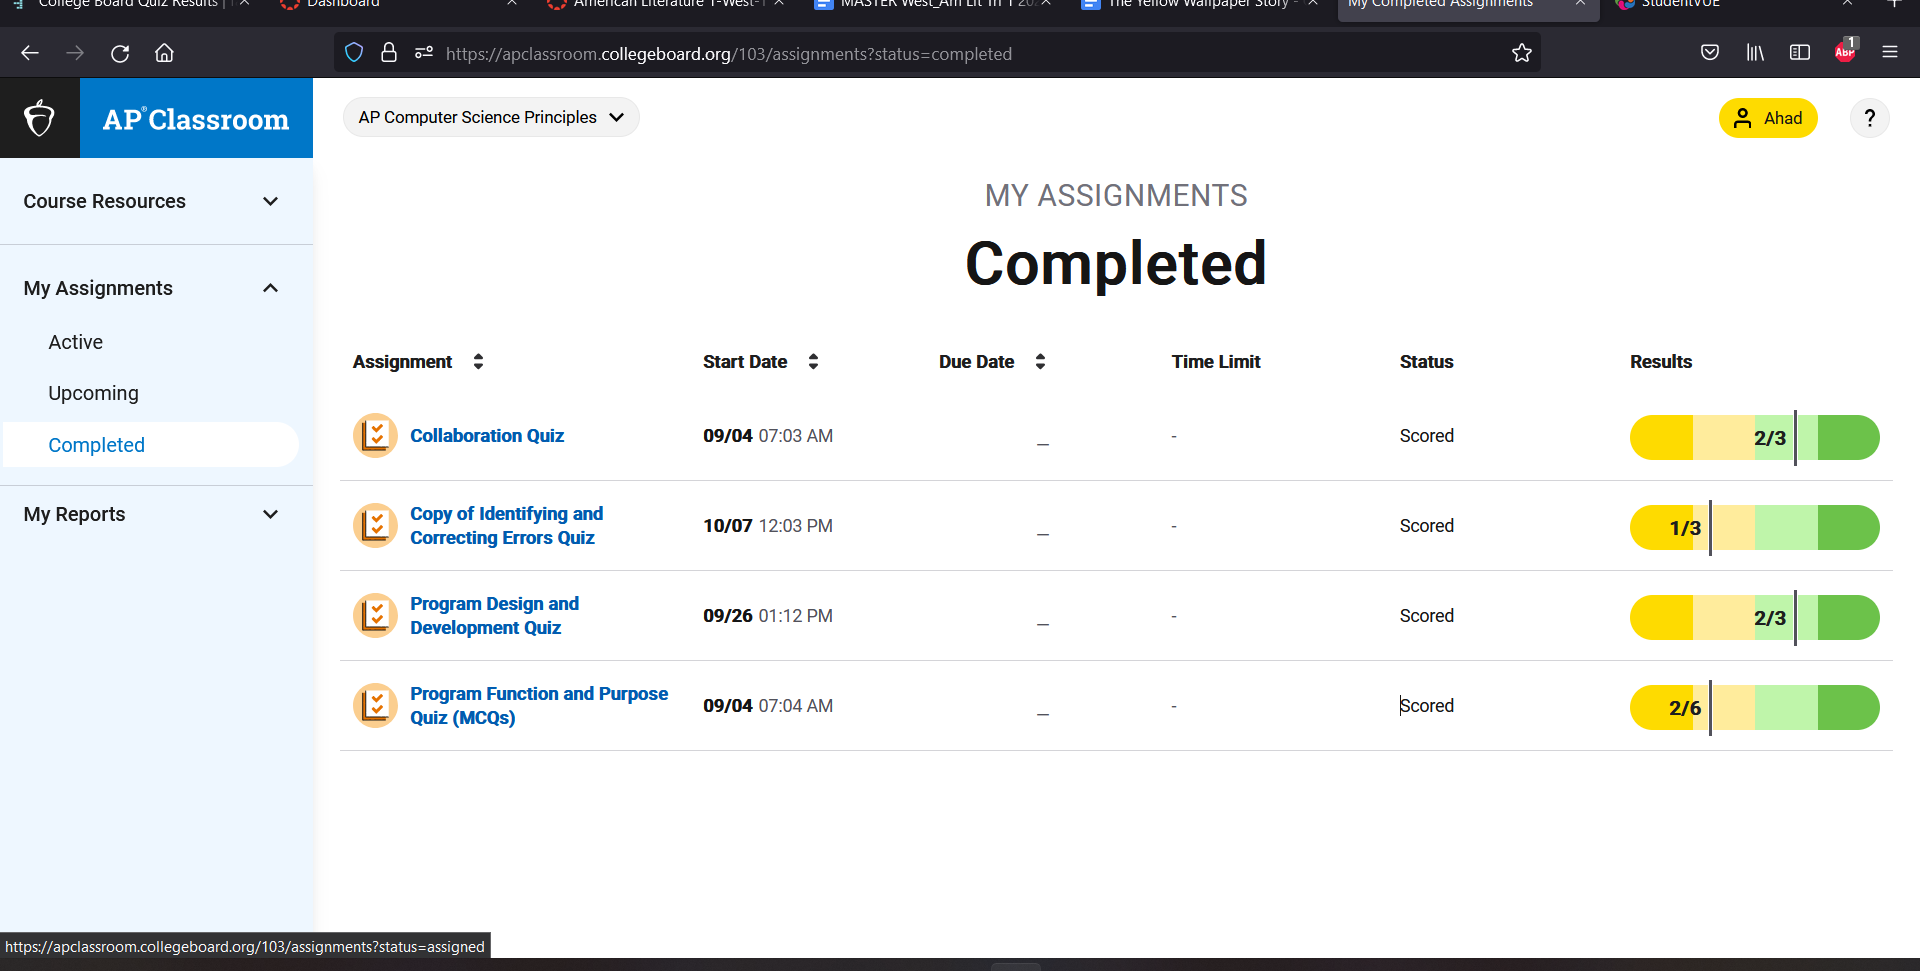 College Board Quiz Results |
Dashboard
American Literature 1-West-T
MASTER West_Am Lit
The Yellow Wallpaper Story -
My Completed Assignments
StudentVUE
https://apclassroom.collegeboard.org/103/assignments?status=completed
ABP
1
AP® Classroom
AP Computer Science Principles
Ahad
?
Course Resources
My Assignments
Active
Upcoming
Completed
My Reports
MY ASSIGNMENTS
Completed
Assignment Start Date Due Date Time Limit Status Results
Collaboration Quiz 09/04 07:03 AM _ - Scored 2/3
Copy of Identifying and
Correcting Errors Quiz 10/07 12:03 PM _ - Scored 1/3
Program Design and
Development Quiz 09/26 01:12 PM _ - Scored 2/3
Program Function and Purpose
Quiz (MCQs) 09/04 07:04 AM _ - Scored 2/6
https://apclassroom.collegeboard.org/103/assignments?status=assigned